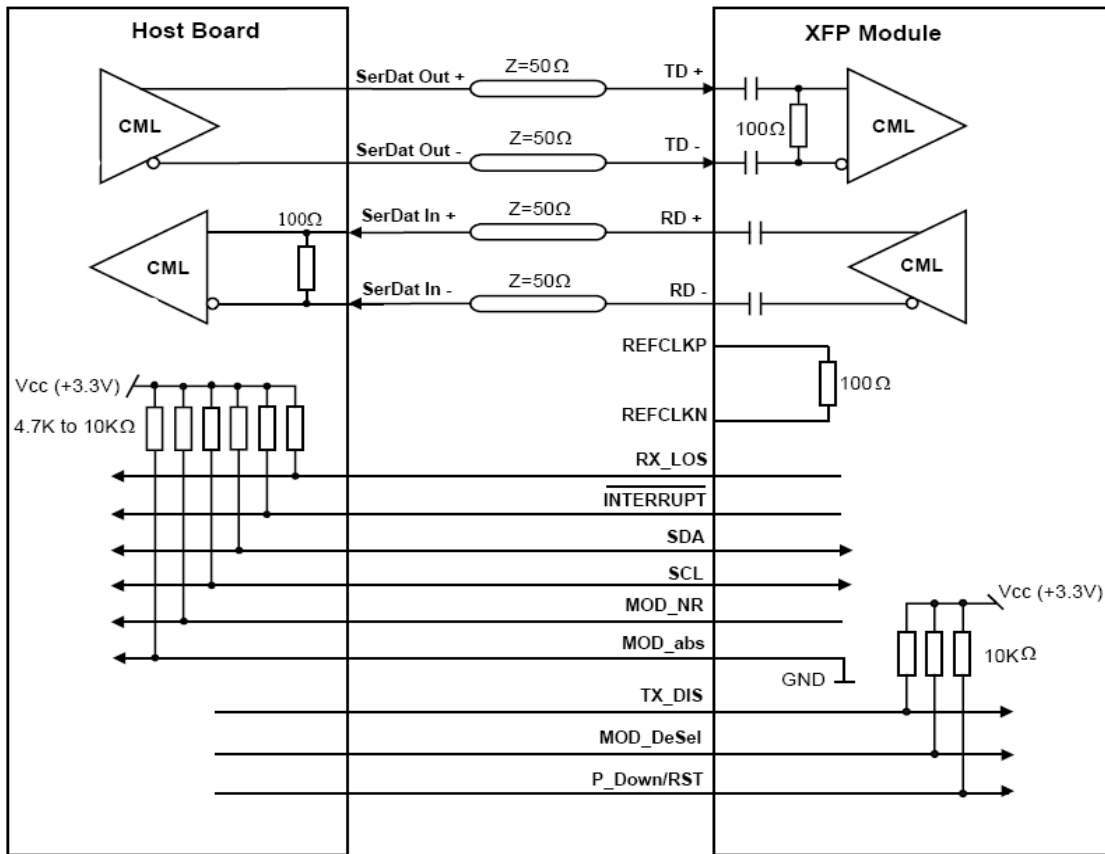 Host Board
XFP Module
SerDat Out +
Z=50Ω
TD +
CML
100Ω
CML
SerDat Out -
Z=50Ω
TD -
100Ω
SerDat In +
Z=50Ω
RD +
CML
CML
SerDat In -
Z=50Ω
RD -
REFCLKP
Vcc (+3.3V)
100Ω
4.7K to 10KΩ
REFCLKN
RX_LOS
INTERRUPT
SDA
SCL
Vcc (+3.3V)
MOD_NR
MOD_abs
10KΩ
GND
TX_DIS
MOD_DeSel
P_Down/RST